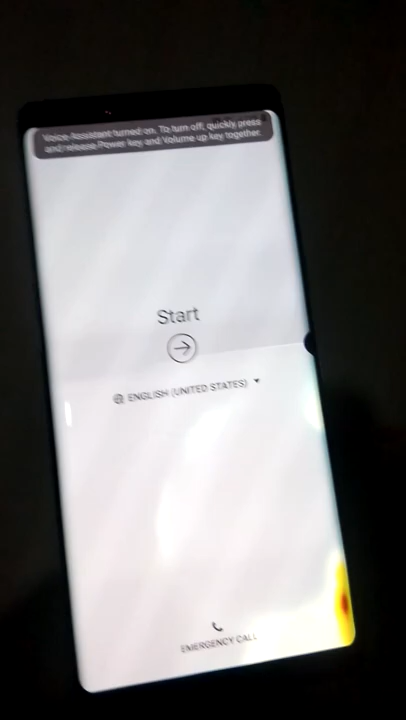 Voice Assistant turned on. To turn off, quickly press
and release Power key and Volume up key together.
Start
ENGLISH (UNITED STATES)
EMERGENCY CALL